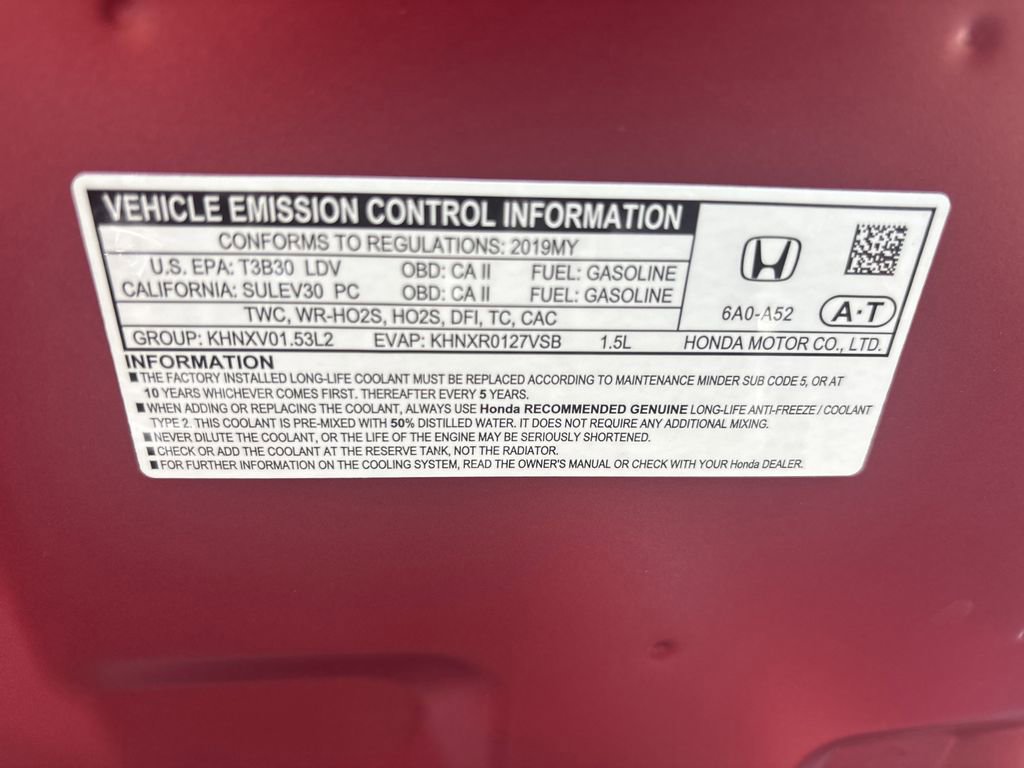 VEHICLE EMISSION CONTROL INFORMATION
CONFORMS TO REGULATIONS: 2019MY
U.S. EPA: T3B30 LDV OBD: CA II FUEL: GASOLINE
CALIFORNIA: SULEV30 PC OBD: CA II FUEL: GASOLINE
TWC, WR-HO2S, HO2S, DFI, TC, CAC
6A0-A52 A·T
GROUP: KHNXV01.53L2 EVAP: KHNXR0127VSB 1.5L HONDA MOTOR CO., LTD.
INFORMATION
■THE FACTORY INSTALLED LONG-LIFE COOLANT MUST BE REPLACED ACCORDING TO MAINTENANCE MINDER SUB CODE 5, OR AT
10 YEARS WHICHEVER COMES FIRST. THEREAFTER EVERY 5 YEARS.
■WHEN ADDING OR REPLACING THE COOLANT, ALWAYS USE Honda RECOMMENDED GENUINE LONG-LIFE ANTI-FREEZE / COOLANT
TYPE 2. THIS COOLANT IS PRE-MIXED WITH 50% DISTILLED WATER. IT DOES NOT REQUIRE ANY ADDITIONAL MIXING.
■NEVER DILUTE THE COOLANT, OR THE LIFE OF THE ENGINE MAY BE SERIOUSLY SHORTENED.
■CHECK OR ADD THE COOLANT AT THE RESERVE TANK, NOT THE RADIATOR.
■FOR FURTHER INFORMATION ON THE COOLING SYSTEM, READ THE OWNER'S MANUAL OR CHECK WITH YOUR Honda DEALER.